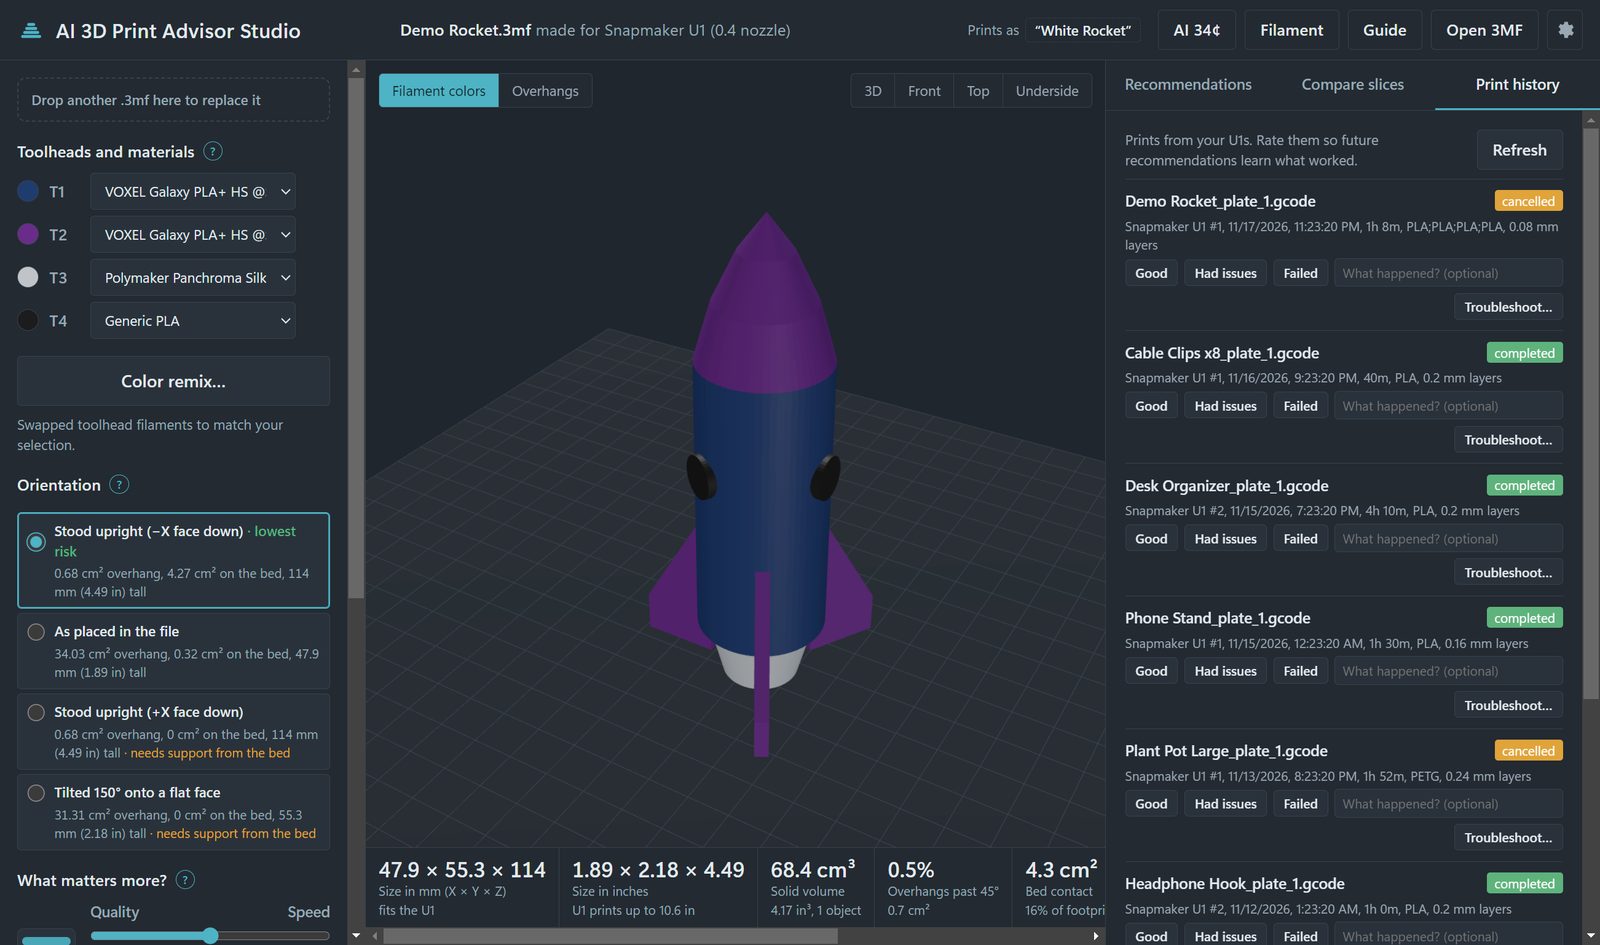 AI 3D Print Advisor Studio
Demo Rocket.3mf made for Snapmaker U1 (0.4 nozzle)
Prints as "White Rocket"
AI 34¢
Filament
Guide
Open 3MF
Drop another .3mf here to replace it
Toolheads and materials ?
T1 VOXEL Galaxy PLA+ HS @
T2 VOXEL Galaxy PLA+ HS @
T3 Polymaker Panchroma Silk
T4 Generic PLA
Color remix...
Swapped toolhead filaments to match your
selection.
Orientation ?
Stood upright (−X face down) · lowest
risk
0.68 cm² overhang, 4.27 cm² on the bed, 114
mm (4.49 in) tall
As placed in the file
34.03 cm² overhang, 0.32 cm² on the bed, 47.9
mm (1.89 in) tall
Stood upright (+X face down)
0.68 cm² overhang, 0 cm² on the bed, 114 mm
(4.49 in) tall · needs support from the bed
Tilted 150° onto a flat face
31.31 cm² overhang, 0 cm² on the bed, 55.3
mm (2.18 in) tall · needs support from the bed
What matters more? ?
Quality Speed
Filament colors
Overhangs
3D
Front
Top
Underside
47.9 × 55.3 × 114
Size in mm (X × Y × Z)
fits the U1
1.89 × 2.18 × 4.49
Size in inches
U1 prints up to 10.6 in
68.4 cm³
Solid volume
4.17 in³, 1 object
0.5%
Overhangs past 45°
0.7 cm²
4.3 cm²
Bed contact
16% of footpri
Recommendations
Compare slices
Print history
Prints from your U1s. Rate them so future
recommendations learn what worked.
Refresh
Demo Rocket_plate_1.gcode cancelled
Snapmaker U1 #1, 11/17/2026, 11:23:20 PM, 1h 8m, PLA;PLA;PLA;PLA, 0.08 mm
layers
Good Had issues Failed What happened? (optional)
Troubleshoot...
Cable Clips x8_plate_1.gcode completed
Snapmaker U1 #1, 11/16/2026, 9:23:20 PM, 40m, PLA, 0.2 mm layers
Good Had issues Failed What happened? (optional)
Troubleshoot...
Desk Organizer_plate_1.gcode completed
Snapmaker U1 #2, 11/15/2026, 7:23:20 PM, 4h 10m, PLA, 0.2 mm layers
Good Had issues Failed What happened? (optional)
Troubleshoot...
Phone Stand_plate_1.gcode completed
Snapmaker U1 #1, 11/15/2026, 12:23:20 AM, 1h 30m, PLA, 0.16 mm layers
Good Had issues Failed What happened? (optional)
Troubleshoot...
Plant Pot Large_plate_1.gcode cancelled
Snapmaker U1 #1, 11/13/2026, 8:23:20 PM, 1h 52m, PETG, 0.24 mm layers
Good Had issues Failed What happened? (optional)
Troubleshoot...
Headphone Hook_plate_1.gcode completed
Snapmaker U1 #2, 11/12/2026, 1:23:20 AM, 1h 0m, PLA, 0.2 mm layers
Good Had issues Failed What happened? (optional)